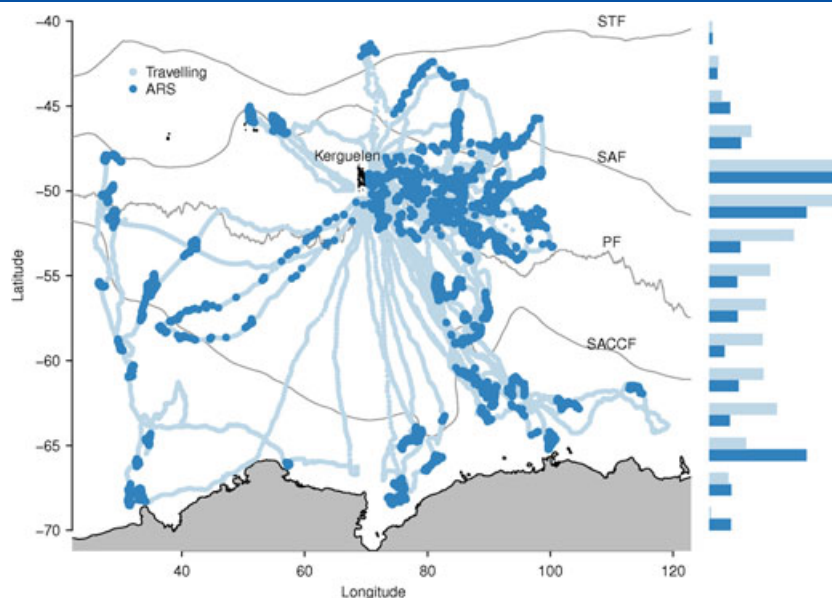 −40
−45
−50
−55
−60
−65
−70
Latitude
Travelling
ARS
Kerguelen
STF
SAF
PF
SACCF
40
60
80
100
120
Longitude